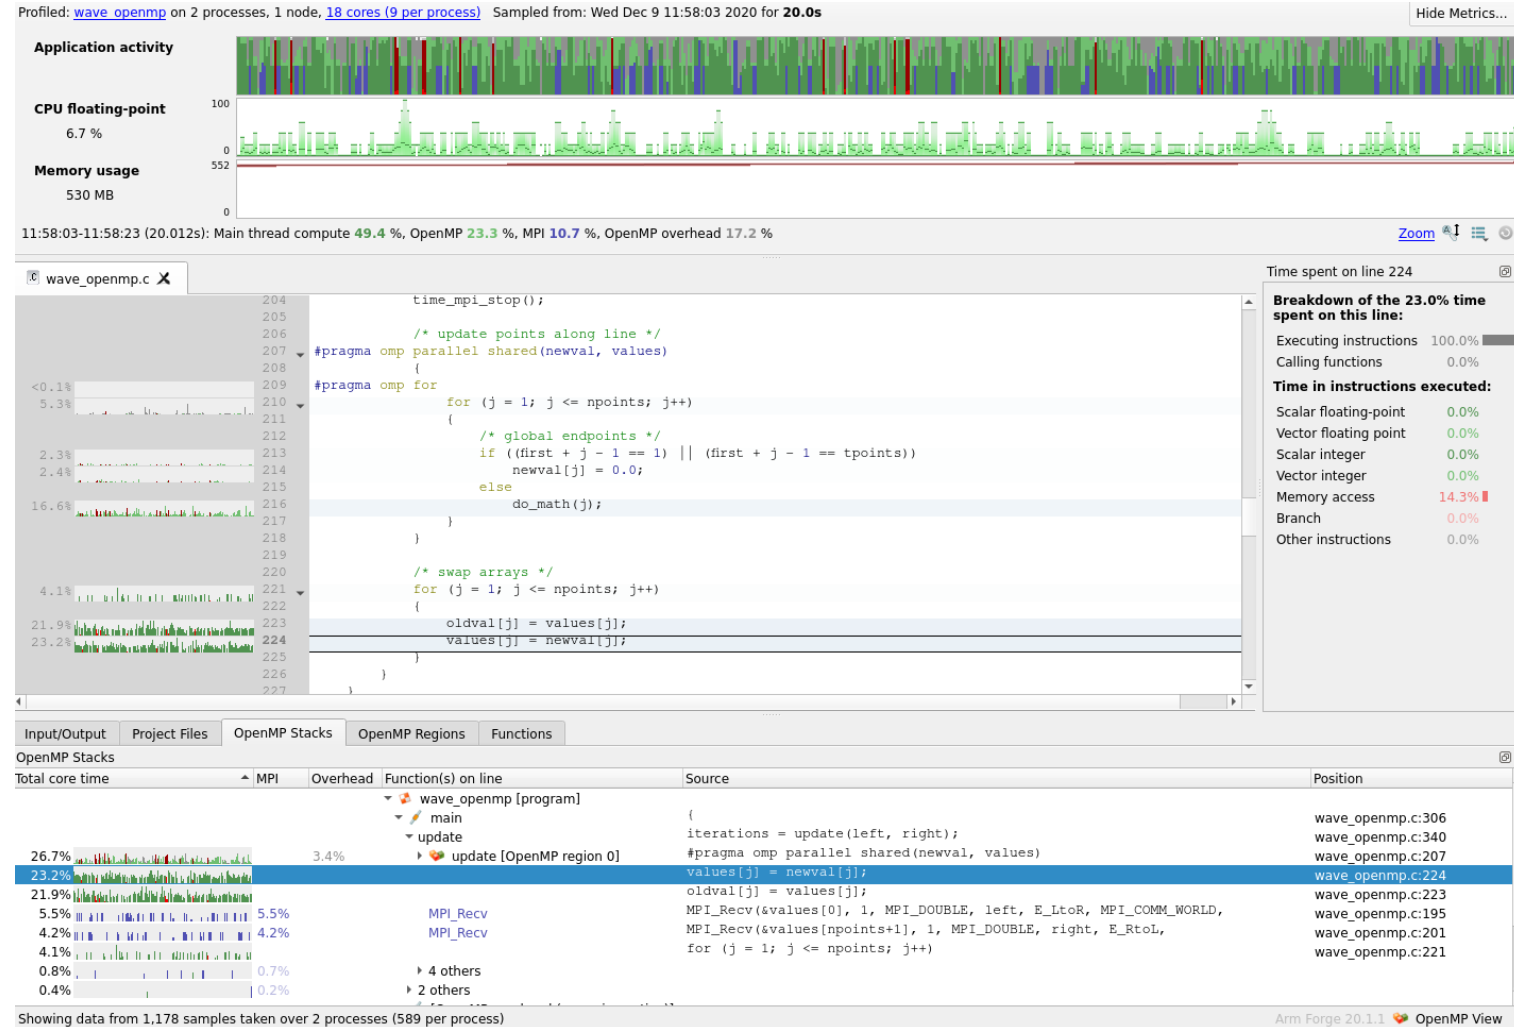 Profiled: wave_openmp on 2 processes, 1 node, 18 cores (9 per process) Sampled from: Wed Dec 9 11:58:03 2020 for 20.0s Hide Metrics...
Application activity
CPU floating-point 100
6.7 %
0
Memory usage 552
530 MB
0
11:58:03-11:58:23 (20.012s): Main thread compute 49.4 %, OpenMP 23.3 %, MPI 10.7 %, OpenMP overhead 17.2 % Zoom
wave_openmp.c
204 time_mpi_stop();
205
206 /* update points along line */
207 #pragma omp parallel shared(newval, values)
208 {
<0.1% 209 #pragma omp for
5.3% 210 for (j = 1; j <= npoints; j++)
211 {
212 /* global endpoints */
2.3% 213 if ((first + j - 1 == 1) || (first + j - 1 == tpoints))
2.4% 214 newval[j] = 0.0;
215 else
16.6% 216 do_math(j);
217 }
218 }
219
220 /* swap arrays */
4.1% 221 for (j = 1; j <= npoints; j++)
222 {
21.9% 223 oldval[j] = values[j];
23.2% 224 values[j] = newval[j];
225 }
226 }
227 }
Time spent on line 224
Breakdown of the 23.0% time
spent on this line:
Executing instructions 100.0%
Calling functions 0.0%
Time in instructions executed:
Scalar floating-point 0.0%
Vector floating point 0.0%
Scalar integer 0.0%
Vector integer 0.0%
Memory access 14.3%
Branch 0.0%
Other instructions 0.0%
Input/Output Project Files OpenMP Stacks OpenMP Regions Functions
OpenMP Stacks
Total core time MPI Overhead Function(s) on line Source Position
wave_openmp [program]
main { wave_openmp.c:306
update iterations = update(left, right); wave_openmp.c:340
26.7% 3.4% update [OpenMP region 0] #pragma omp parallel shared(newval, values) wave_openmp.c:207
23.2% values[j] = newval[j]; wave_openmp.c:224
21.9% oldval[j] = values[j]; wave_openmp.c:223
5.5% 5.5% MPI_Recv MPI_Recv(&values[0], 1, MPI_DOUBLE, left, E_LtoR, MPI_COMM_WORLD, wave_openmp.c:195
4.2% 4.2% MPI_Recv MPI_Recv(&values[npoints+1], 1, MPI_DOUBLE, right, E_RtoL, wave_openmp.c:201
4.1% for (j = 1; j <= npoints; j++) wave_openmp.c:221
0.8% 0.7% 4 others
0.4% 0.2% 2 others
Showing data from 1,178 samples taken over 2 processes (589 per process) Arm Forge 20.1.1 OpenMP View